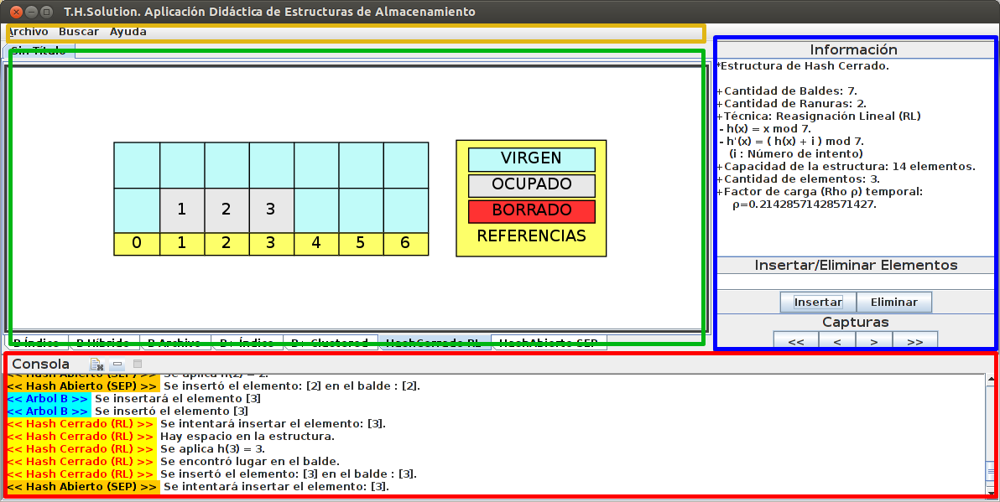 T.H.Solution. Aplicación Didáctica de Estructuras de Almacenamiento
Archivo Buscar Ayuda
Sin Titulo
1 2 3
0 1 2 3 4 5 6
VIRGEN
OCUPADO
BORRADO
REFERENCIAS
B Índice B Híbrido B Archivo B+ Índice B+ Clustered HashCerrado RL HashAbierto SEP
Información
*Estructura de Hash Cerrado.
+Cantidad de Baldes: 7.
+Cantidad de Ranuras: 2.
+Técnica: Reasignación Lineal (RL)
- h(x) = x mod 7.
- h'(x) = ( h(x) + i ) mod 7.
(i : Número de intento)
+Capacidad de la estructura: 14 elementos.
+Cantidad de elementos: 3.
+Factor de carga (Rho ρ) temporal:
ρ=0.21428571428571427.
Insertar/Eliminar Elementos
Insertar Eliminar
Capturas
<< < > >>
Consola
<< Hash Abierto (SEP) >> Se aplica h(2) = 2.
<< Hash Abierto (SEP) >> Se insertó el elemento: [2] en el balde : [2].
<< Arbol B >> Se insertará el elemento [3]
<< Arbol B >> Se insertó el elemento [3]
<< Hash Cerrado (RL) >> Se intentará insertar el elemento: [3].
<< Hash Cerrado (RL) >> Hay espacio en la estructura.
<< Hash Cerrado (RL) >> Se aplica h(3) = 3.
<< Hash Cerrado (RL) >> Se encontró lugar en el balde.
<< Hash Cerrado (RL) >> Se insertó el elemento: [3] en el balde : [3].
<< Hash Abierto (SEP) >> Se intentará insertar el elemento: [3].